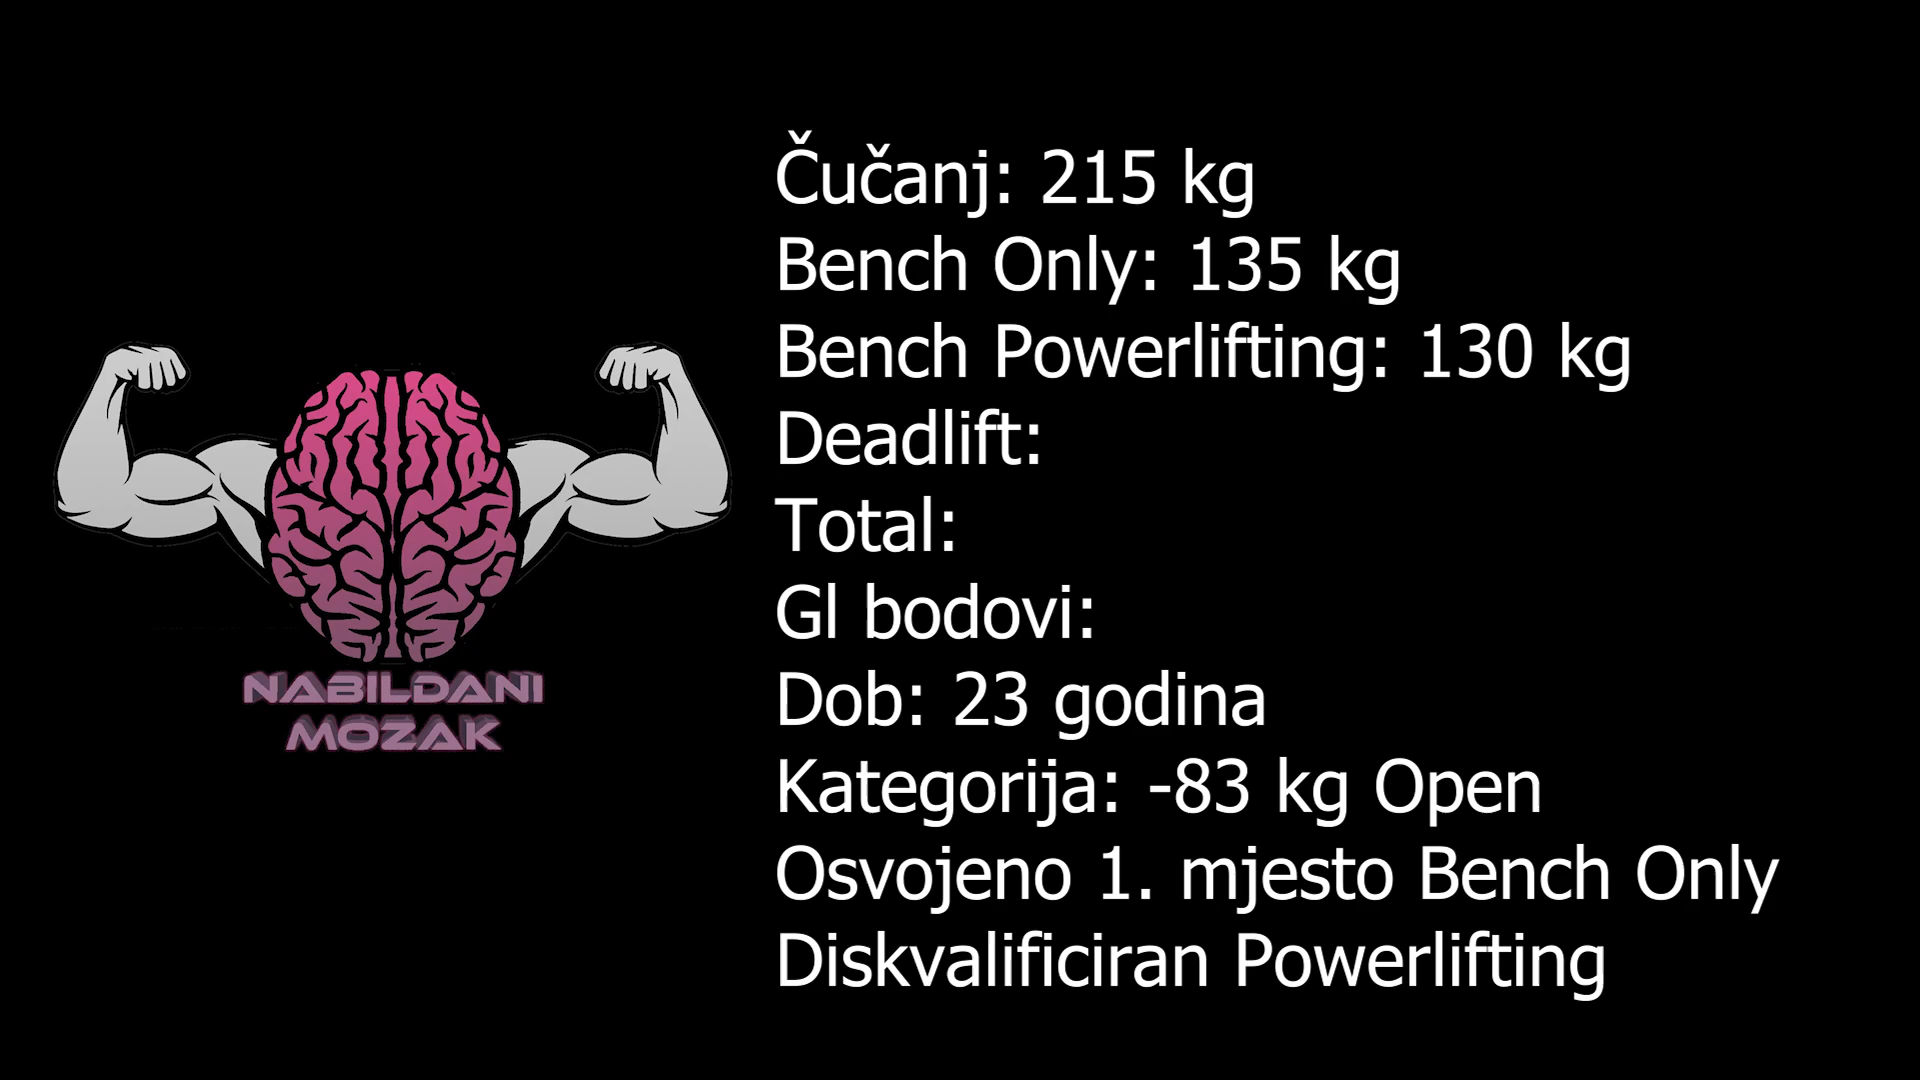 Čučanj: 215 kg
Bench Only: 135 kg
Bench Powerlifting: 130 kg
Deadlift:
Total:
Gl bodovi:
Dob: 23 godina
Kategorija: -83 kg Open
Osvojeno 1. mjesto Bench Only
Diskvalificiran Powerlifting
NABILDANI
MOZAK